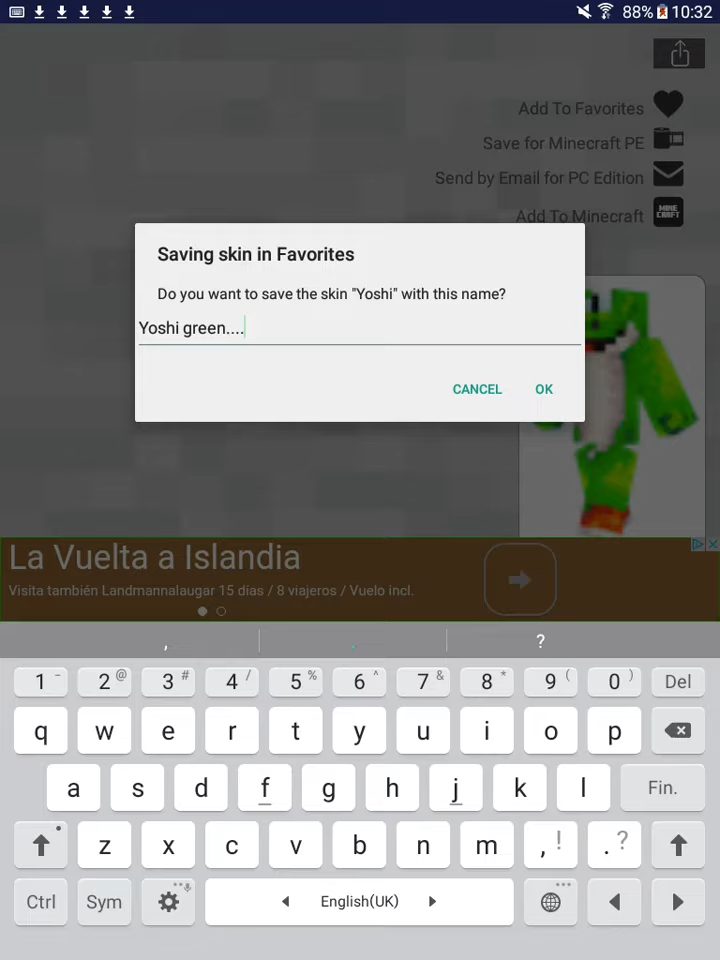 88% 10:32
Add To Favorites
Save for Minecraft PE
Send by Email for PC Edition
Add To Minecraft
MINE
CRAFT
Saving skin in Favorites
Do you want to save the skin "Yoshi" with this name?
Yoshi green....
CANCEL OK
La Vuelta a Islandia
Visita también Landmannalaugar 15 días / 8 viajeros / Vuelo incl.
, . ?
1 - 2 @ 3 # 4 / 5 % 6 ^ 7 & 8 * 9 ( 0 ) Del
q w e r t y u i o p
a s d f g h j k l Fin.
z x c v b n m , ! . ?
Ctrl Sym English(UK)